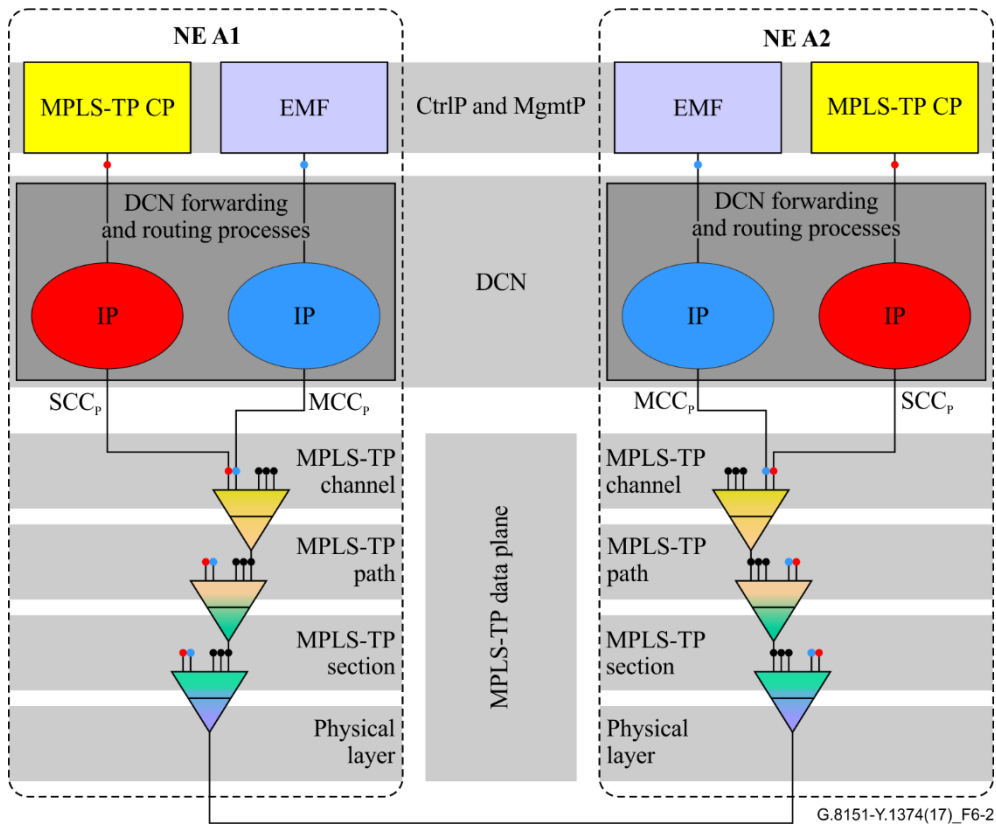 NE A1
NE A2
MPLS-TP CP
EMF
CtrlP and MgmtP
EMF
MPLS-TP CP
DCN forwarding
and routing processes
DCN forwarding
and routing processes
IP
IP
DCN
IP
IP
SCCP
MCCP
MCCP
SCCP
MPLS-TP
channel
MPLS-TP
channel
MPLS-TP
path
MPLS-TP
path
MPLS-TP data plane
MPLS-TP
section
MPLS-TP
section
Physical
layer
Physical
layer
G.8151-Y.1374(17)_F6-2